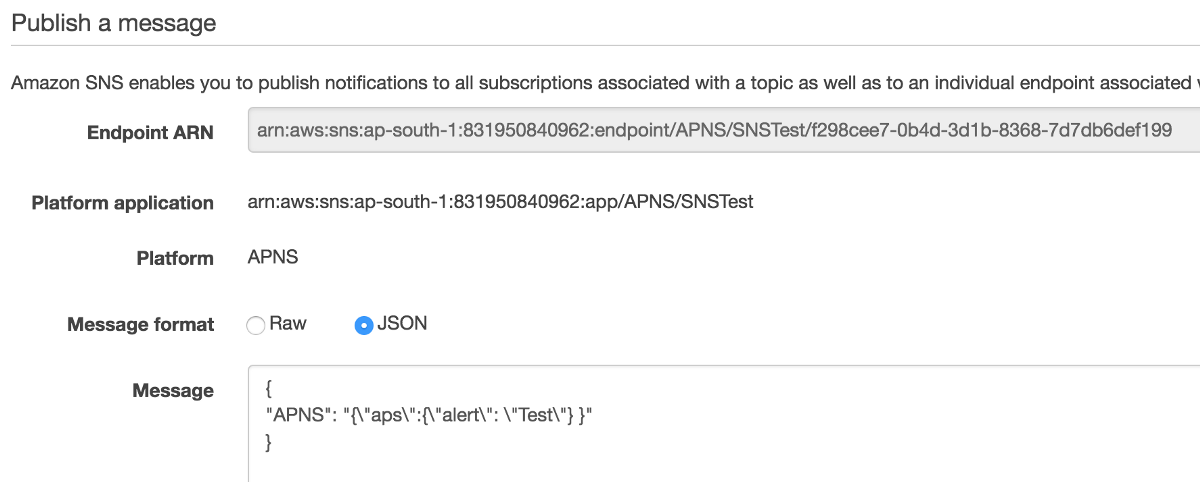 Publish a message
Amazon SNS enables you to publish notifications to all subscriptions associated with a topic as well as to an individual endpoint associated
Endpoint ARN arn:aws:sns:ap-south-1:831950840962:endpoint/APNS/SNSTest/f298cee7-0b4d-3d1b-8368-7d7db6def199
Platform application arn:aws:sns:ap-south-1:831950840962:app/APNS/SNSTest
Platform APNS
Message format Raw JSON
Message {
"APNS": "{\"aps\":{\"alert\": \"Test\"} }"
}